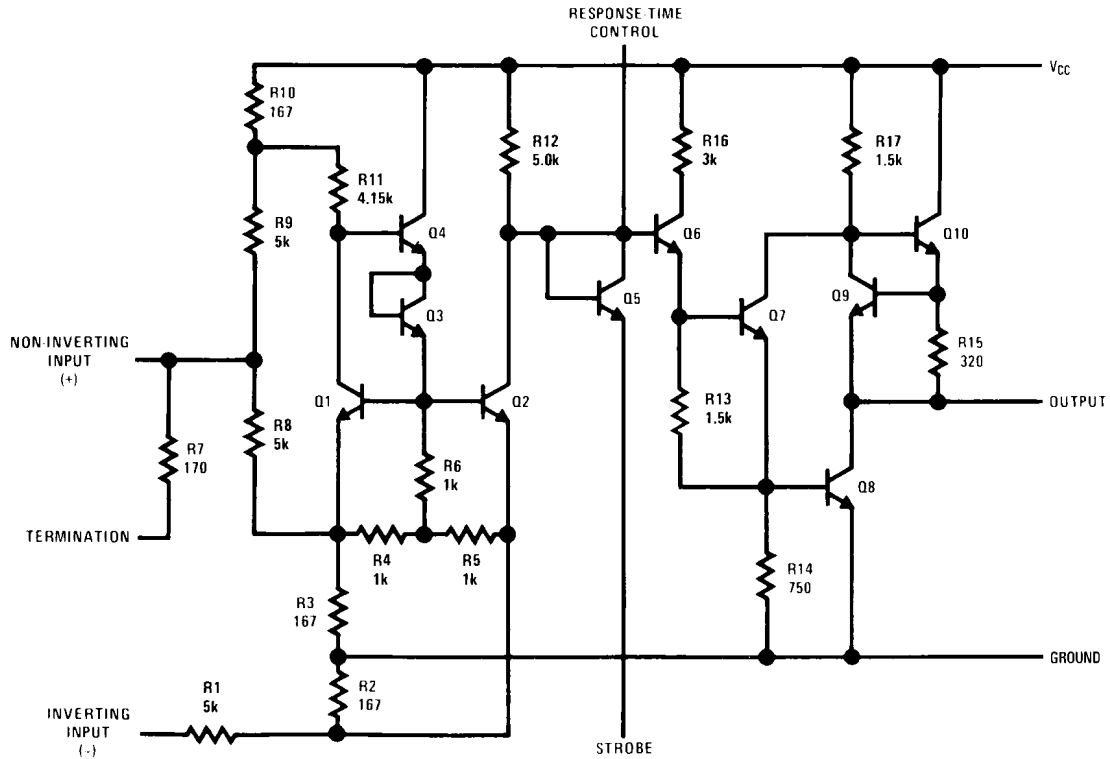 RESPONSE-TIME
CONTROL
VCC
R10
167
R12
5.0k
R16
3k
R17
1.5k
R11
4.15k
R9
5k
Q4
Q6
Q10
Q3
Q5
Q7
Q9
NON-INVERTING
INPUT
(+)
R15
320
Q1
Q2
R8
5k
R13
1.5k
OUTPUT
R7
170
R6
1k
Q8
TERMINATION
R4
1k
R5
1k
R14
750
R3
167
GROUND
R2
167
R1
5k
INVERTING
INPUT
(-)
STROBE